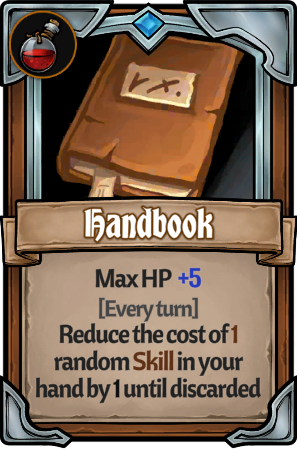 Handbook
Max HP +5
[Every turn]
Reduce the cost of 1
random Skill in your
hand by 1 until discarded